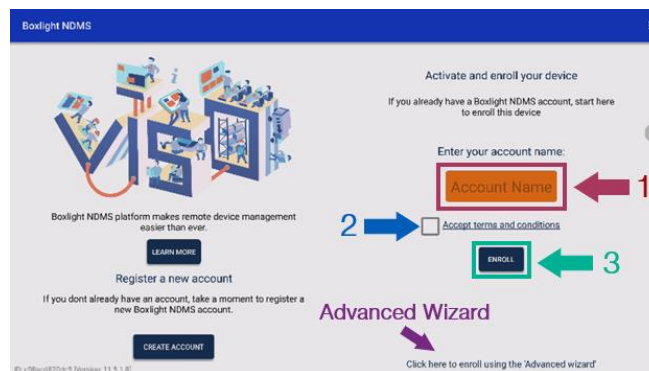 Boxlight NDMS
Boxlight NDMS platform makes remote device management
easier than ever.
LEARN MORE
Register a new account
If you dont already have an account, take a moment to register a
new Boxlight NDMS account.
CREATE ACCOUNT
Activate and enroll your device
If you already have a Boxlight NDMS account, start here
to enroll this device
Enter your account name:
Account Name
1
2
Accept terms and conditions
ENROLL
3
Advanced Wizard
Click here to enroll using the 'Advanced wizard'